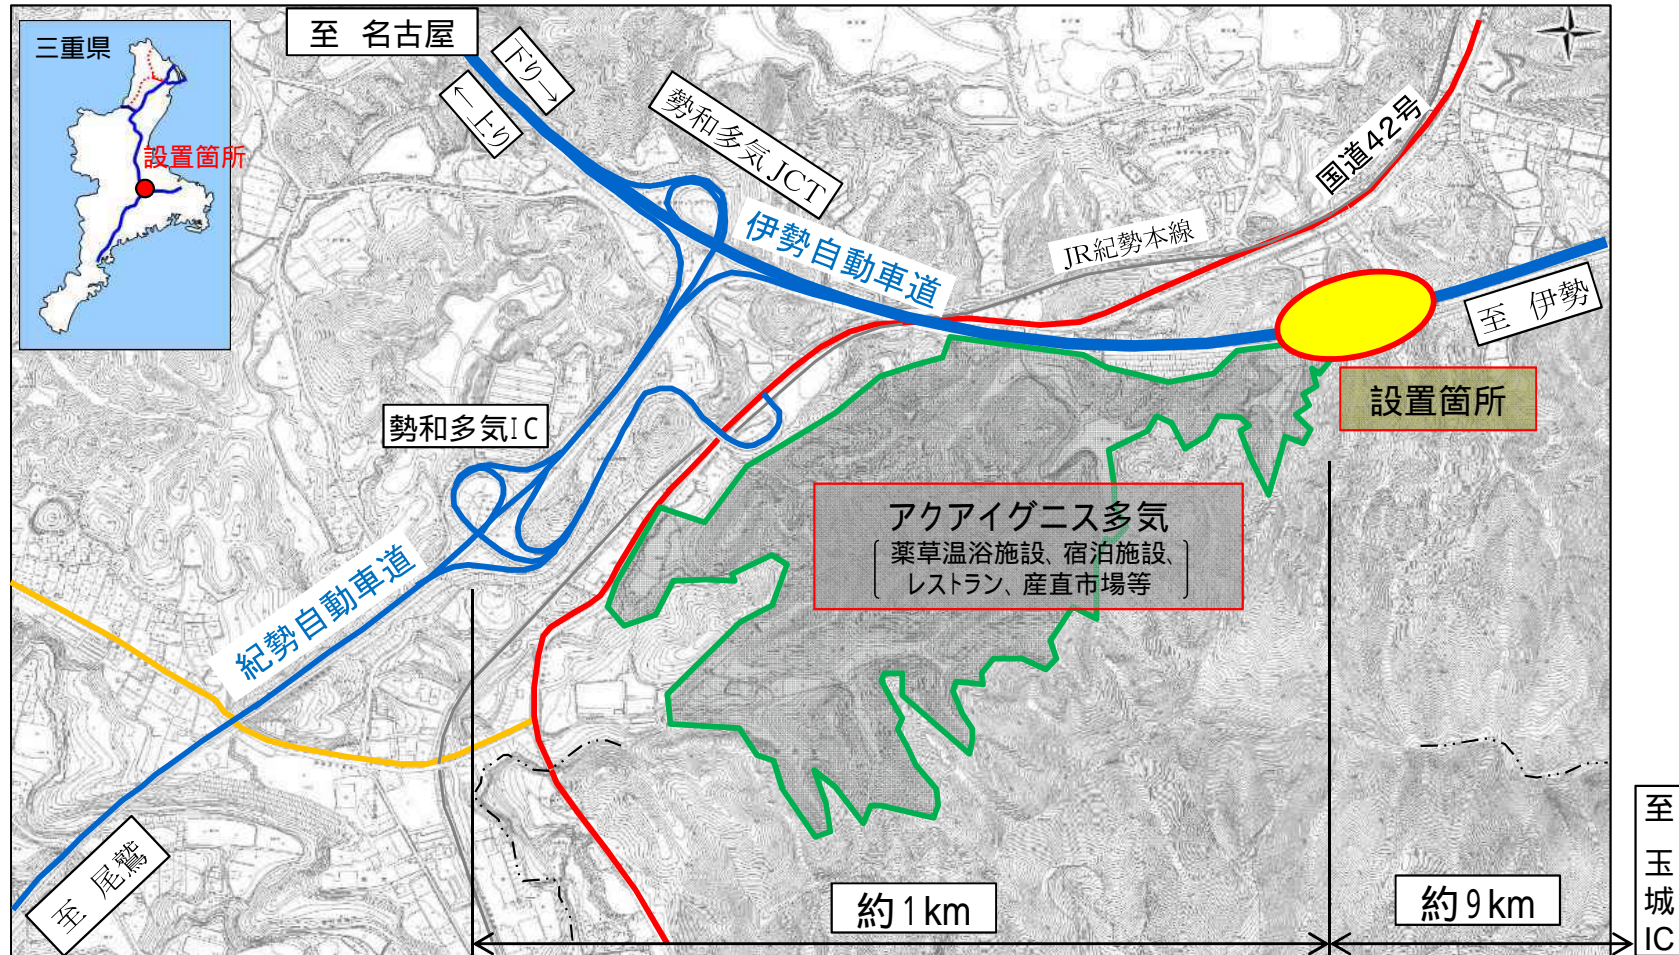 三重県
設置箇所
至 名古屋
下り→
←上り
勢和多気JCT
伊勢自動車道
国道42号
JR紀勢本線
至 伊勢
設置箇所
勢和多気IC
アクアイグニス多気
薬草温浴施設、宿泊施設、
レストラン、産直市場等
紀勢自動車道
至 尾鷲
約1km
約9km
至 玉城IC